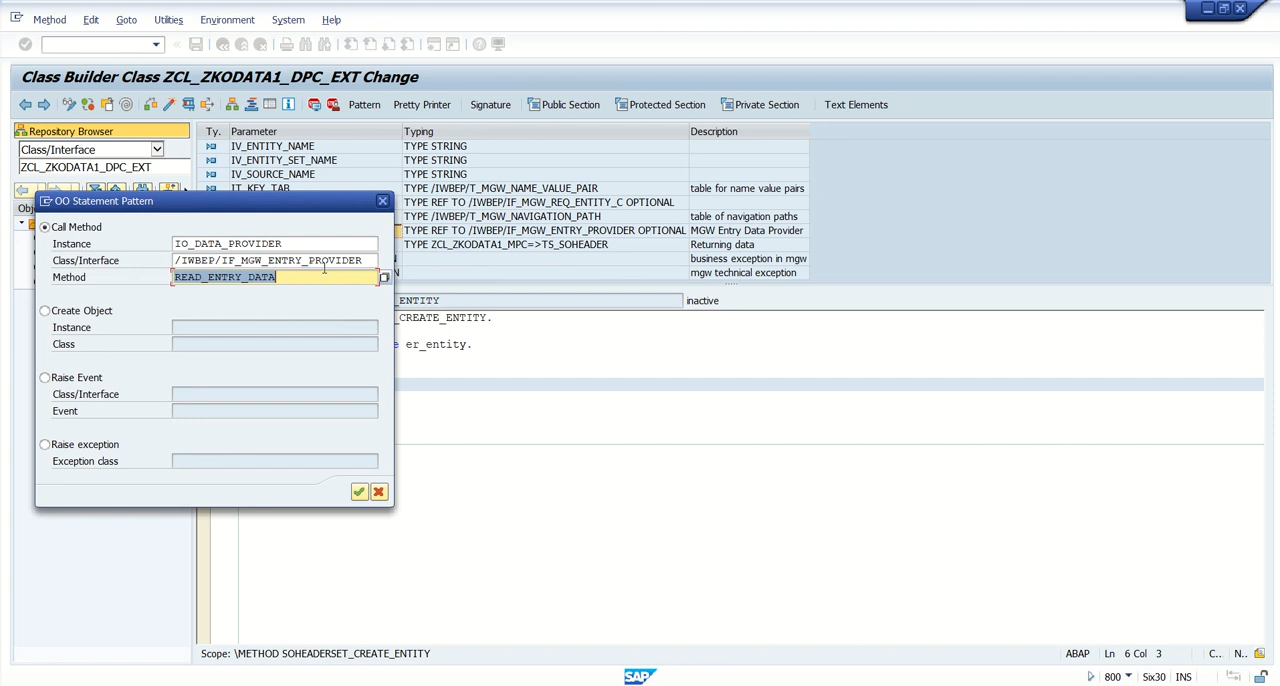 Method Edit Goto Utilities Environment System Help
Class Builder Class ZCL_ZKODATA1_DPC_EXT Change
Pattern Pretty Printer Signature Public Section Protected Section Private Section Text Elements
Repository Browser
Class/Interface
ZCL_ZKODATA1_DPC_EXT
Ty. Parameter Typing Description
IV_ENTITY_NAME TYPE STRING
IV_ENTITY_SET_NAME TYPE STRING
IV_SOURCE_NAME TYPE STRING
IT_KEY_TAB TYPE /IWBEP/T_MGW_NAME_VALUE_PAIR table for name value pairs
TYPE REF TO /IWBEP/IF_MGW_REQ_ENTITY_C OPTIONAL
TYPE /IWBEP/T_MGW_NAVIGATION_PATH table of navigation paths
TYPE REF TO /IWBEP/IF_MGW_ENTRY_PROVIDER OPTIONAL MGW Entry Data Provider
TYPE ZCL_ZKODATA1_MPC=>TS_SOHEADER Returning data
N business exception in mgw
N mgw technical exception
Obj
OO Statement Pattern
Call Method
Instance IO_DATA_PROVIDER
Class/Interface /IWBEP/IF_MGW_ENTRY_PROVIDER
Method READ_ENTRY_DATA
Create Object
Instance
Class
Raise Event
Class/Interface
Event
Raise exception
Exception class
_ENTITY inactive
_CREATE_ENTITY.
e er_entity.
Scope: \METHOD SOHEADERSET_CREATE_ENTITY ABAP Ln 6 Col 3 C... N..
SAP 800 Six30 INS